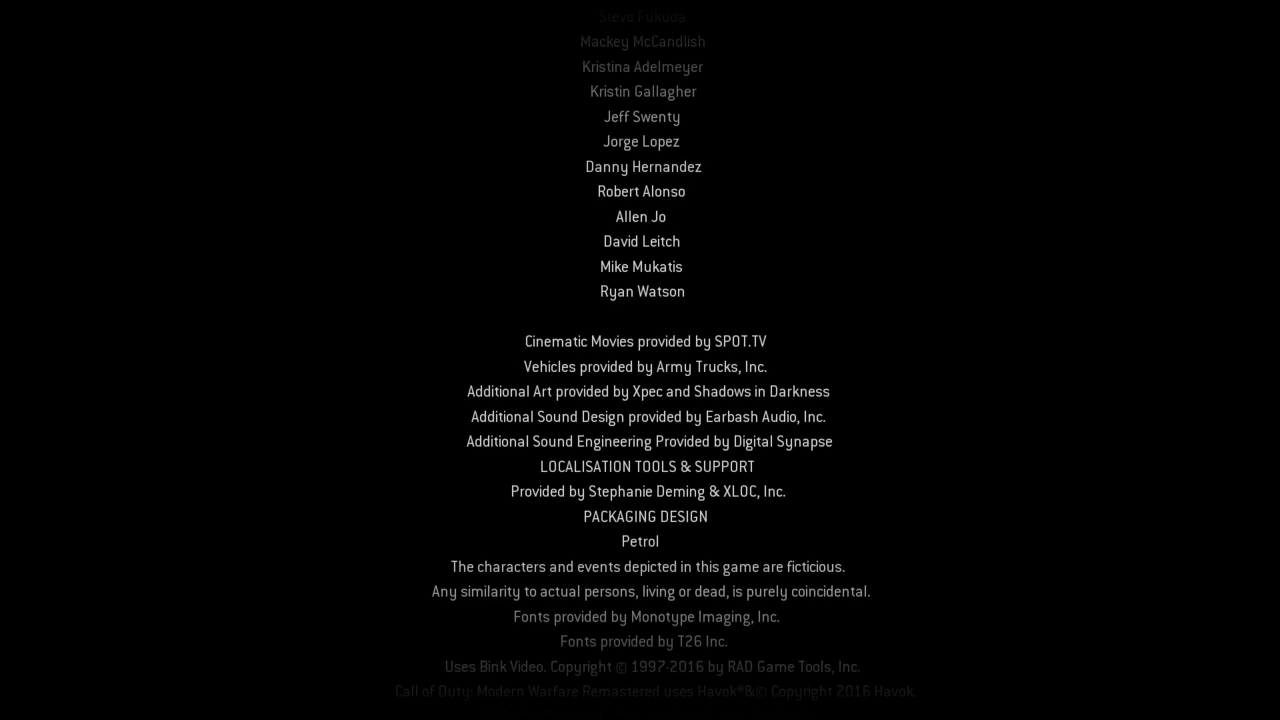 Steve Fukuda
Mackey McCandlish
Kristina Adelmeyer
Kristin Gallagher
Jeff Swenty
Jorge Lopez
Danny Hernandez
Robert Alonso
Allen Jo
David Leitch
Mike Mukatis
Ryan Watson
Cinematic Movies provided by SPOT.TV
Vehicles provided by Army Trucks, Inc.
Additional Art provided by Xpec and Shadows in Darkness
Additional Sound Design provided by Earbash Audio, Inc.
Additional Sound Engineering Provided by Digital Synapse
LOCALISATION TOOLS & SUPPORT
Provided by Stephanie Deming & XLOC, Inc.
PACKAGING DESIGN
Petrol
The characters and events depicted in this game are ficticious.
Any similarity to actual persons, living or dead, is purely coincidental.
Fonts provided by Monotype Imaging, Inc.
Fonts provided by T26 Inc.
Uses Bink Video. Copyright © 1997-2016 by RAD Game Tools, Inc.
Call of Duty: Modern Warfare Remastered uses Havok®&© Copyright 2016 Havok.